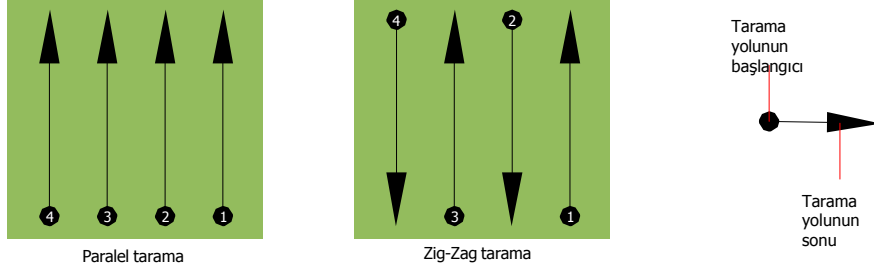 4 3 2 1
Paralel tarama
4 2
3 1
Zig-Zag tarama
Tarama
yolunun
başlangıcı
Tarama
yolunun
sonu